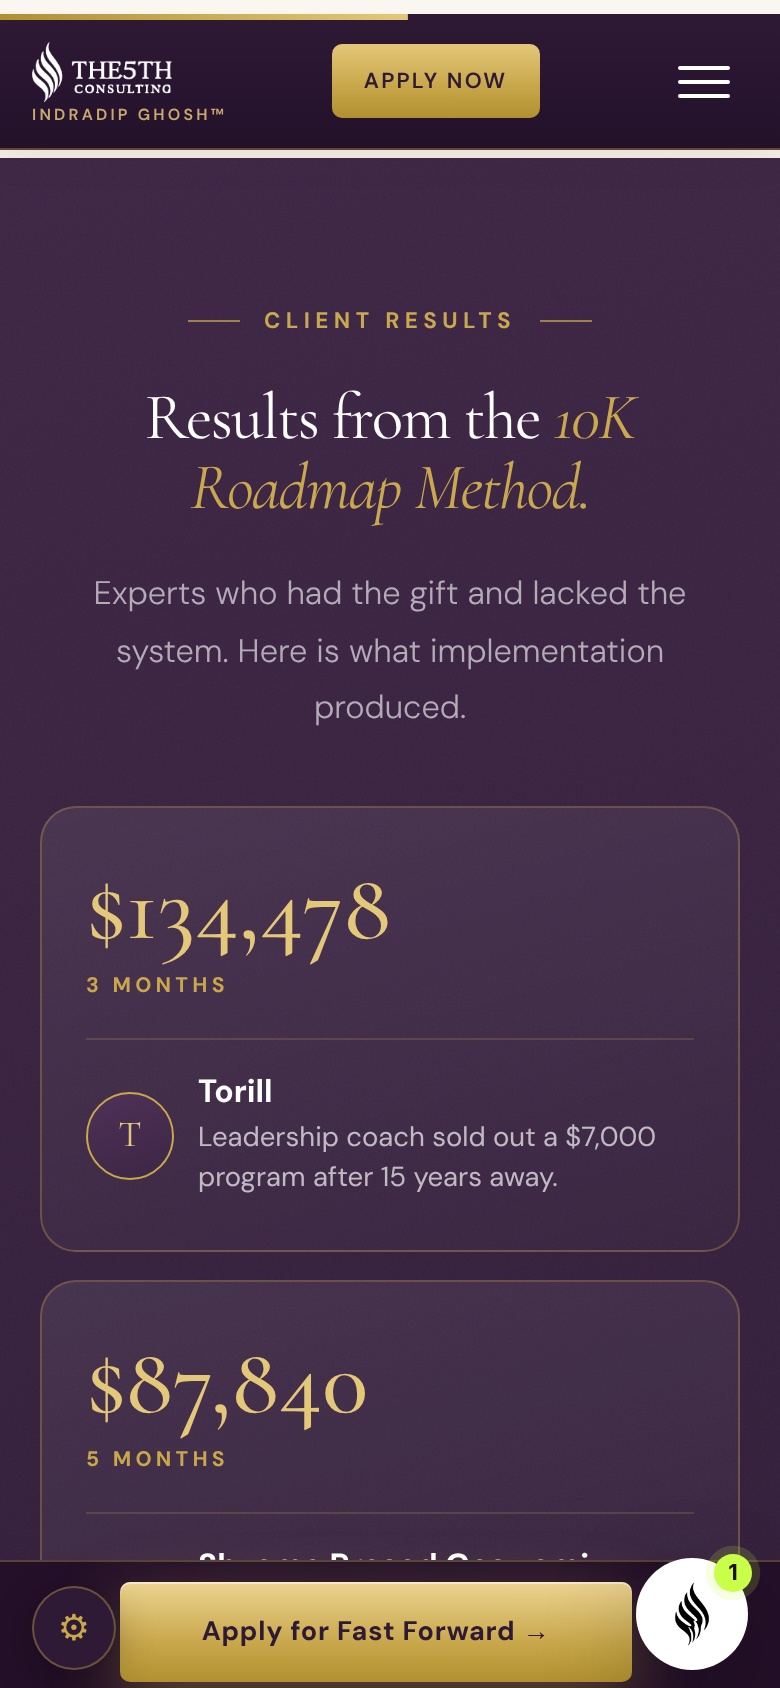 THE5TH
CONSULTING
INDRADIP GHOSH™
APPLY NOW
CLIENT RESULTS
Results from the 10K
Roadmap Method.
Experts who had the gift and lacked the
system. Here is what implementation
produced.
$134,478
3 MONTHS
T
Torill
Leadership coach sold out a $7,000
program after 15 years away.
$87,840
5 MONTHS
Apply for Fast Forward →
1